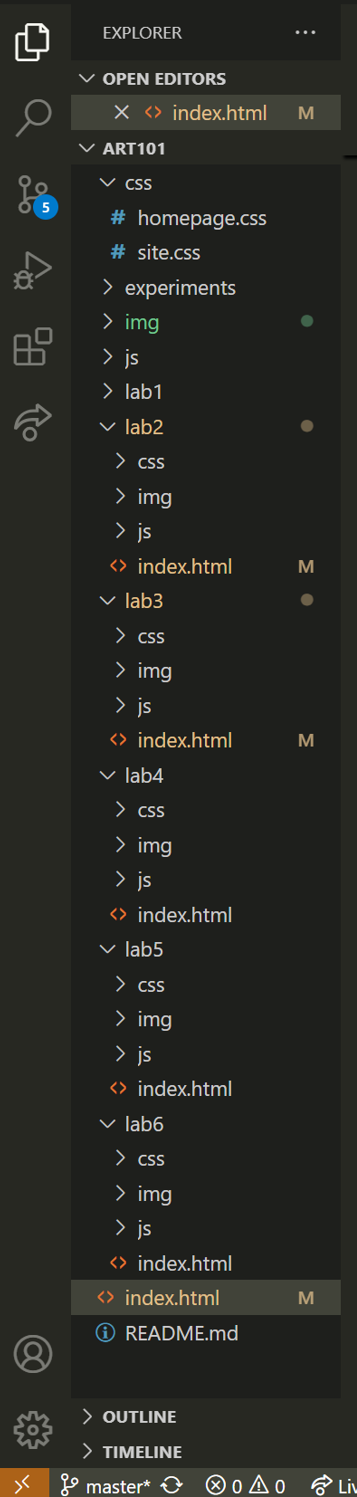 EXPLORER ...
OPEN EDITORS
index.html M
ART101
css
# homepage.css
# site.css
5
experiments
img
js
lab1
lab2
css
img
js
index.html M
lab3
css
img
js
index.html M
lab4
css
img
js
index.html
lab5
css
img
js
index.html
lab6
css
img
js
index.html
index.html M
README.md
OUTLINE
TIMELINE
master* 0 0 Liv